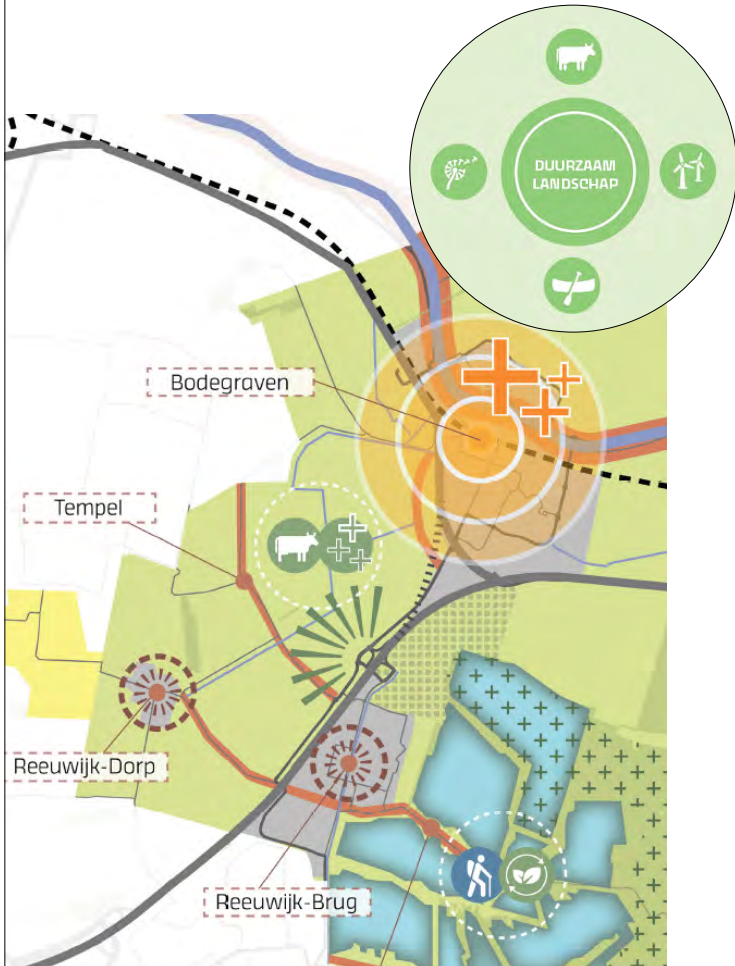 DUURZAAM
LANDSCHAP
Bodegraven
Tempel
Reeuwijk-Dorp
Reeuwijk-Brug